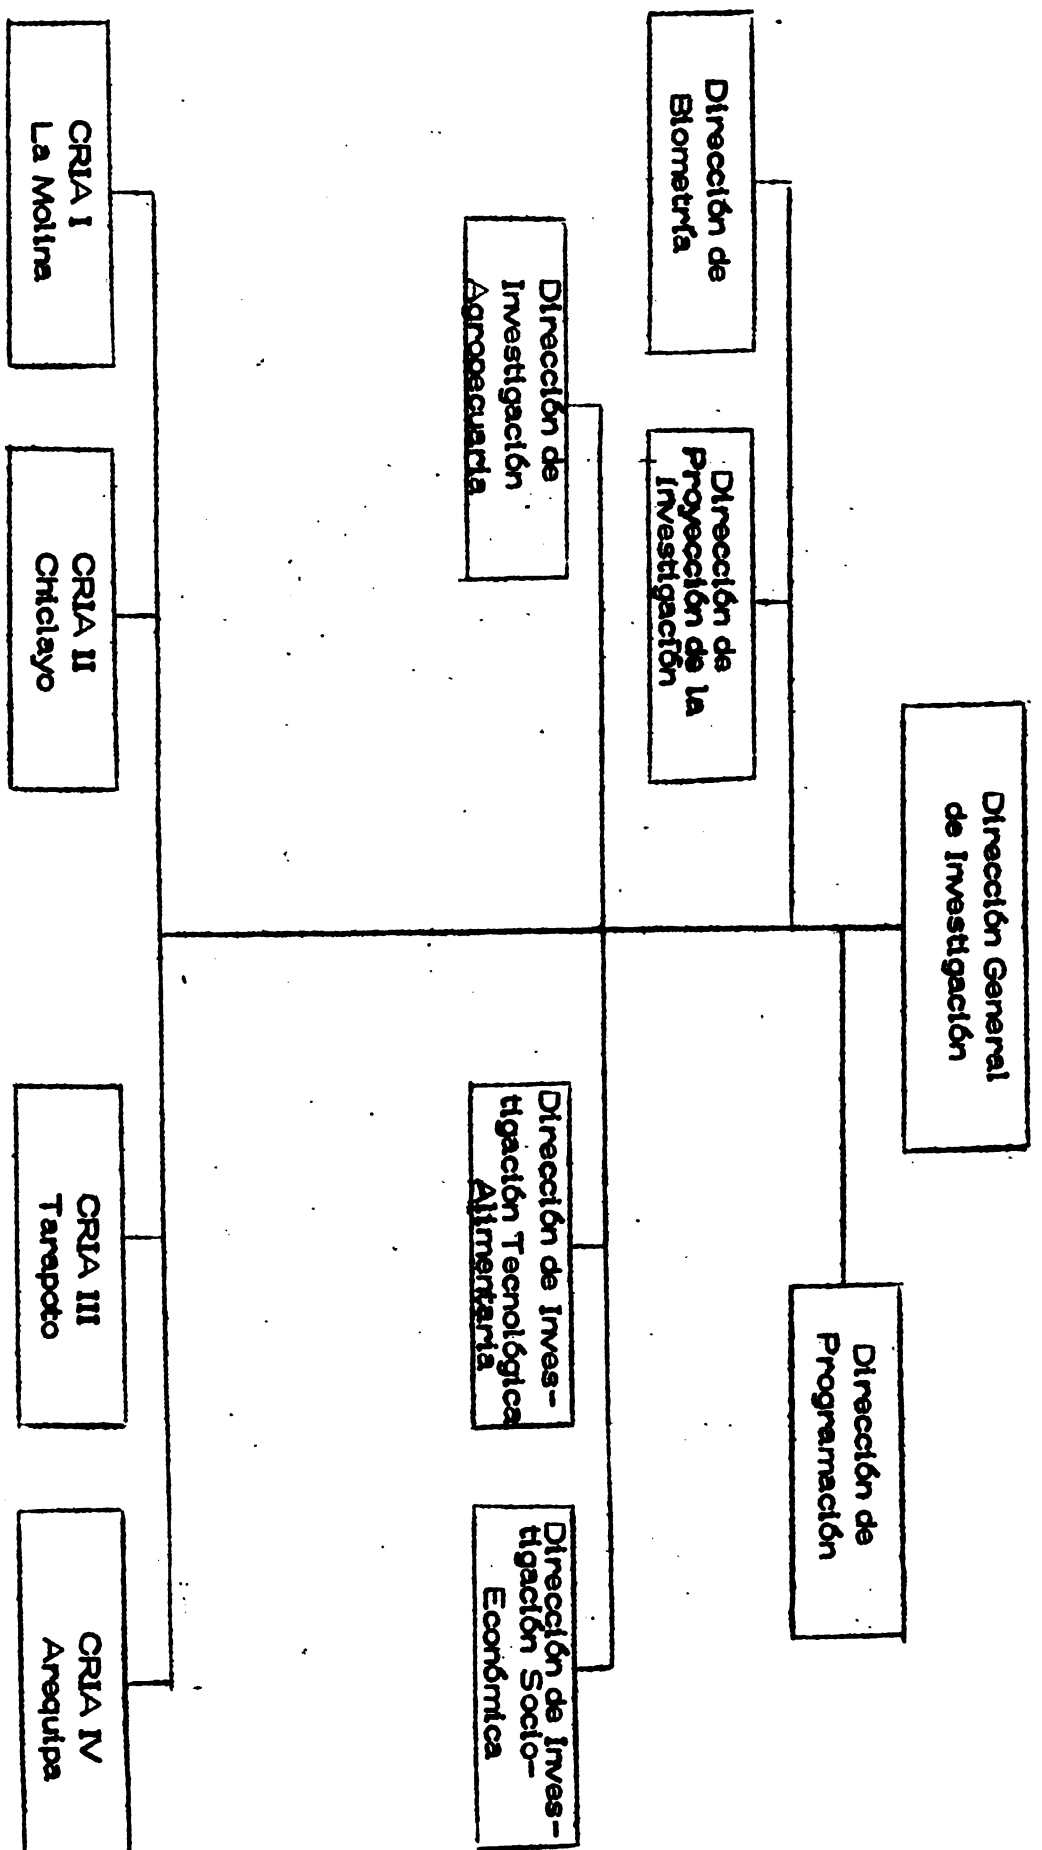 Dirección General
de Investigación
Dirección de
Programación
Dirección de
Biometría
Dirección de
Proyección de la
Investigación
Dirección de
Investigación
Agropecuaria
Dirección de Inves-
tigación Tecnológica
Alimentaria
Dirección de Inves-
tigación Socio-
Económica
CRIA I
La Molina
CRIA II
Chiclayo
CRIA III
Tarapoto
CRIA IV
Arequipa